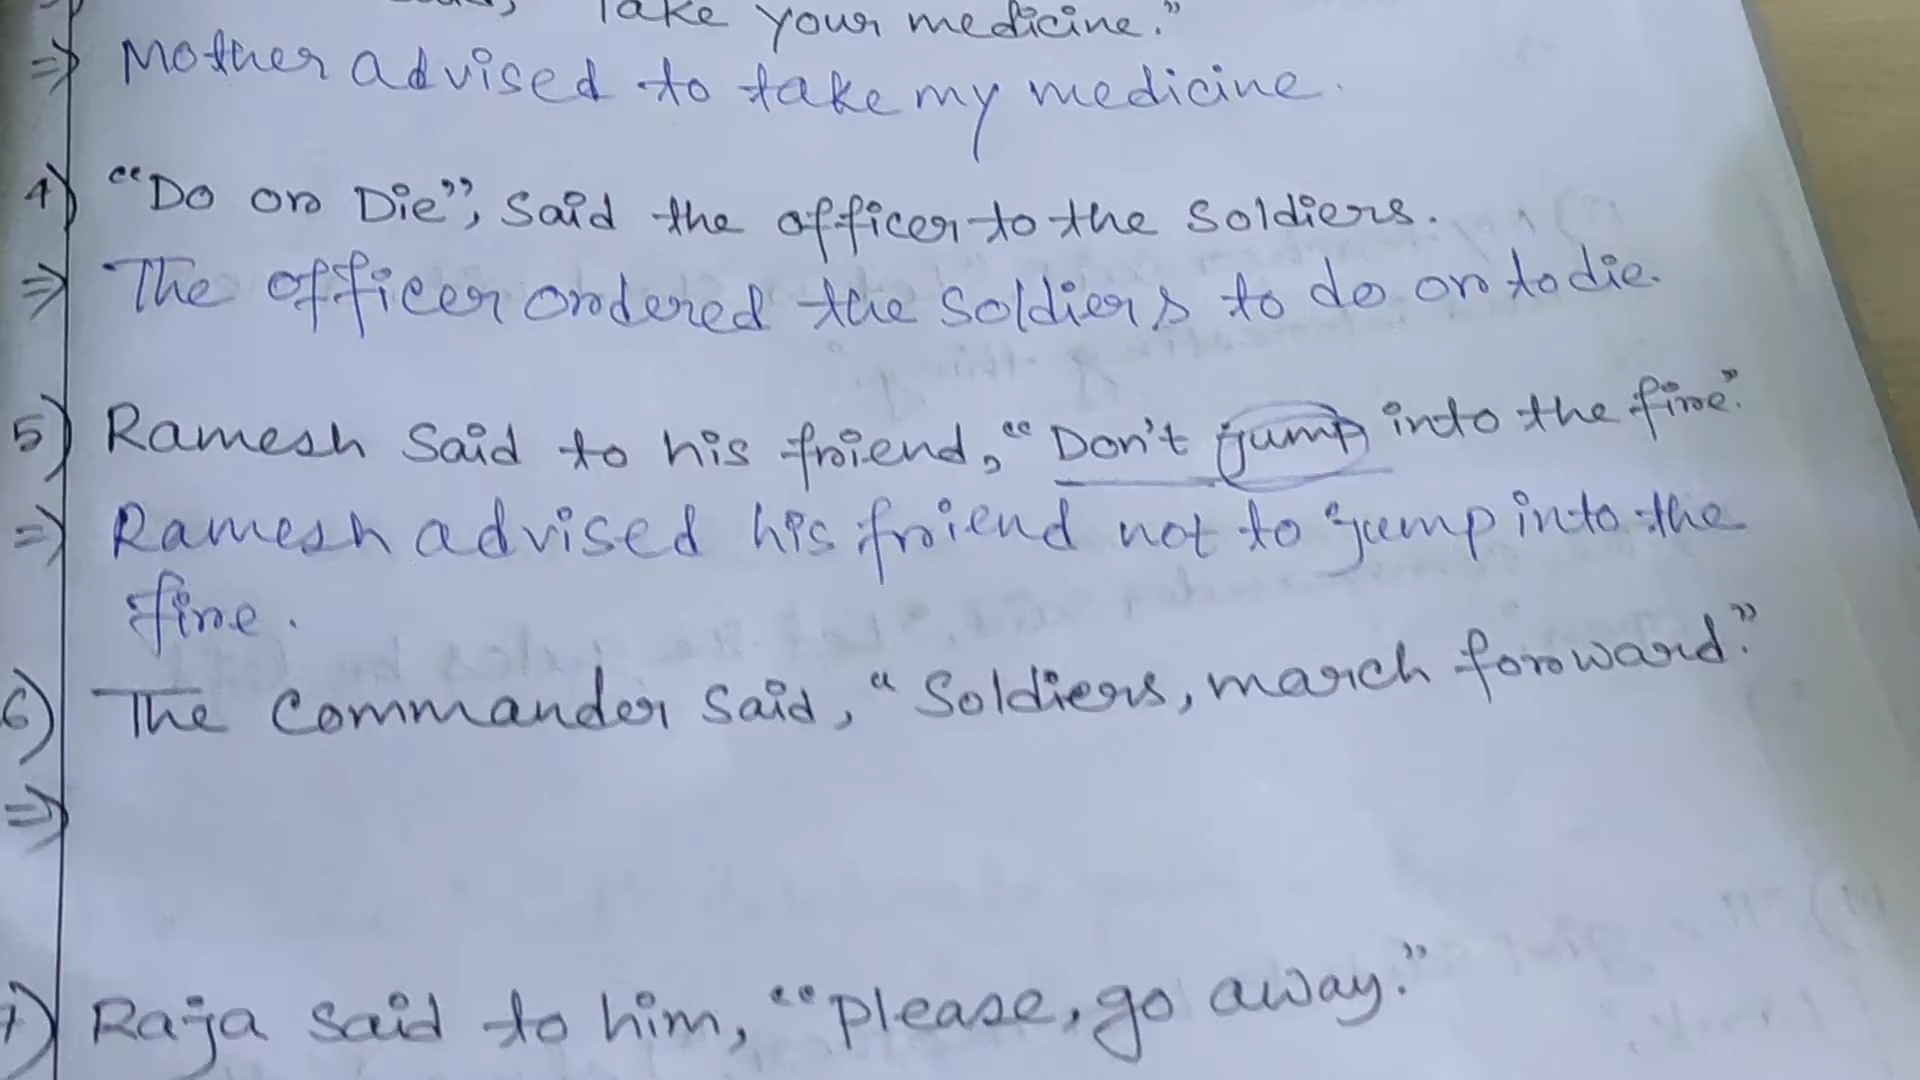 Take your medicine."
=> Mother advised to take my medicine.
4) "Do or Die", said the officer to the soldiers.
=> The officer ordered the soldiers to do or to die.
5) Ramesh said to his friend, "Don't jump into the fire."
=> Ramesh advised his friend not to jump into the
fire.
6) The Commander said, "Soldiers, march forward."
=>
7) Raja said to him, "please, go away."